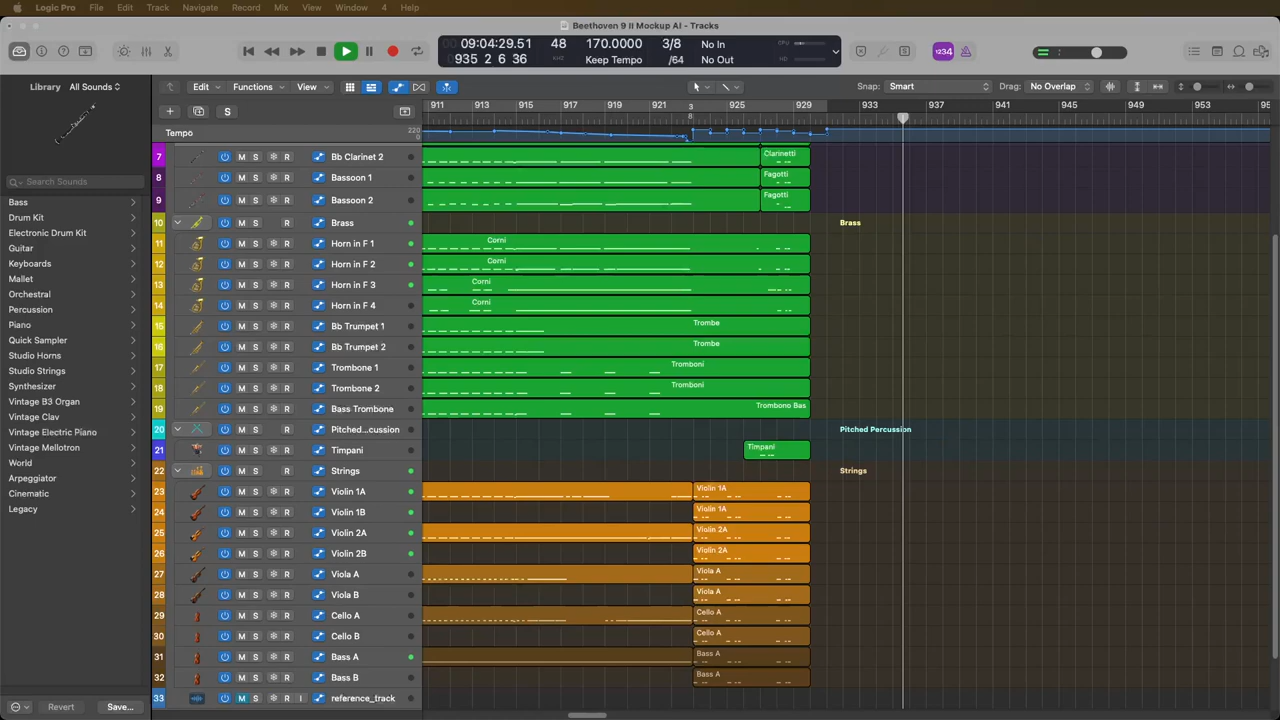 Logic Pro File Edit Track Navigate Record Mix View Window 4 Help
Beethoven 9 II Mockup AI - Tracks
09:04:29.51 48 170.0000 3/8 No In CPU
935 2 6 36 KHZ Keep Tempo /64 No Out HD
1234
Library All Sounds
Edit Functions View Snap: Smart Drag: No Overlap
911 913 915 917 919 921 3 8 925 929 933 937 941 945 949 953 95
S
Tempo 220 0
Search Sounds
Bass
Drum Kit
Electronic Drum Kit
Guitar
Keyboards
Mallet
Orchestral
Percussion
Piano
Quick Sampler
Studio Horns
Studio Strings
Synthesizer
Vintage B3 Organ
Vintage Clav
Vintage Electric Piano
Vintage Mellotron
World
Arpeggiator
Cinematic
Legacy
Revert Save...
7 M S R Bb Clarinet 2 Clarinetti
8 M S R Bassoon 1 Fagotti
9 M S R Bassoon 2 Fagotti
10 M S R Brass Brass
11 M S R Horn in F 1 Corni
12 M S R Horn in F 2 Corni
13 M S R Horn in F 3 Corni
14 M S R Horn in F 4 Corni
15 M S R Bb Trumpet 1 Trombe
16 M S R Bb Trumpet 2 Trombe
17 M S R Trombone 1 Tromboni
18 M S R Trombone 2 Tromboni
19 M S R Bass Trombone Trombono Bas
20 M S R Pitched...cussion Pitched Percussion
21 M S R Timpani Timpani
22 M S R Strings Strings
23 M S R Violin 1A Violin 1A
24 M S R Violin 1B Violin 1A
25 M S R Violin 2A Violin 2A
26 M S R Violin 2B Violin 2A
27 M S R Viola A Viola A
28 M S R Viola B Viola A
29 M S R Cello A Cello A
30 M S R Cello B Cello A
31 M S R Bass A Bass A
32 M S R Bass B Bass A
33 M S R I reference_track